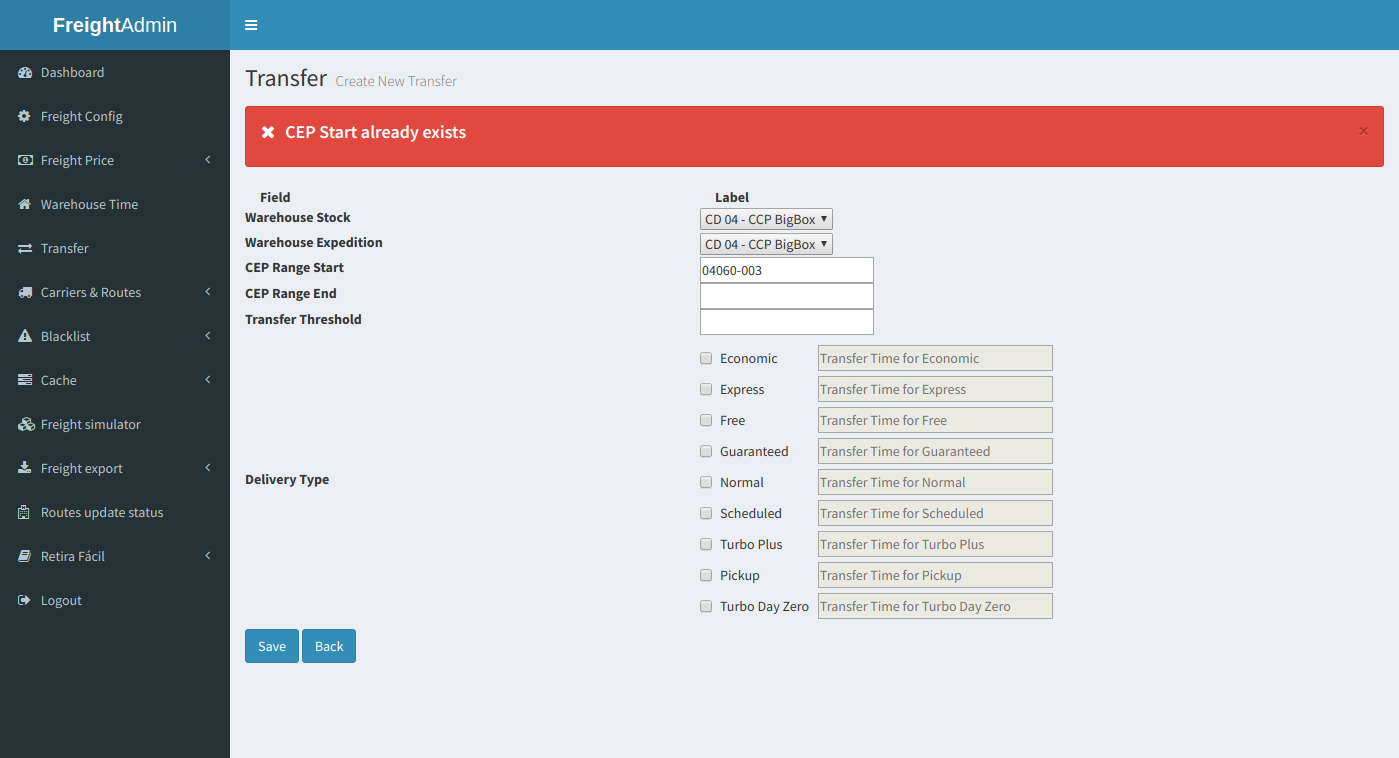 FreightAdmin
Dashboard
Freight Config
Freight Price
Warehouse Time
Transfer
Carriers & Routes
Blacklist
Cache
Freight simulator
Freight export
Routes update status
Retira Fácil
Logout
Transfer Create New Transfer
CEP Start already exists ×
Field Label
Warehouse Stock CD 04 - CCP BigBox
Warehouse Expedition CD 04 - CCP BigBox
CEP Range Start 04060-003
CEP Range End
Transfer Threshold
Delivery Type
Economic Transfer Time for Economic
Express Transfer Time for Express
Free Transfer Time for Free
Guaranteed Transfer Time for Guaranteed
Normal Transfer Time for Normal
Scheduled Transfer Time for Scheduled
Turbo Plus Transfer Time for Turbo Plus
Pickup Transfer Time for Pickup
Turbo Day Zero Transfer Time for Turbo Day Zero
Save Back